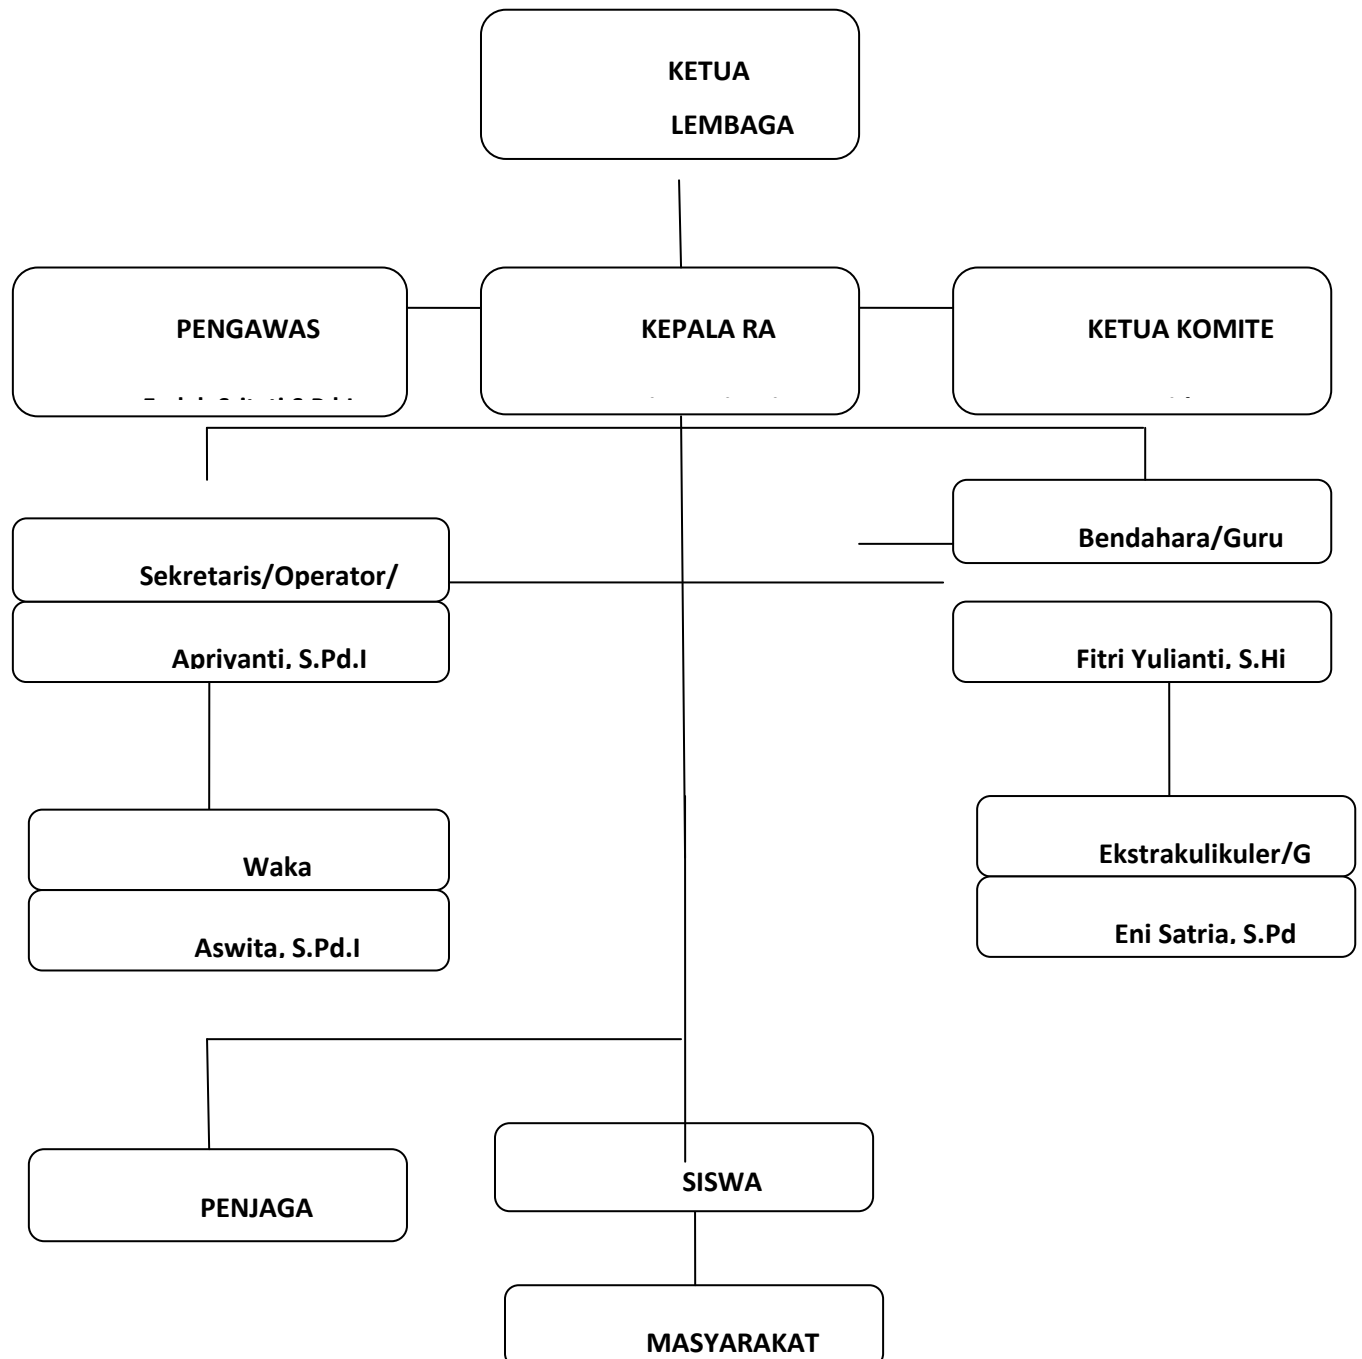 KETUA
LEMBAGA
PENGAWAS
KEPALA RA
KETUA KOMITE
Bendahara/Guru
Sekretaris/Operator/
Apriyanti, S.Pd.I
Fitri Yulianti, S.Hi
Waka
Ekstrakulikuler/G
Aswita, S.Pd.I
Eni Satria, S.Pd
SISWA
PENJAGA
MASYARAKAT